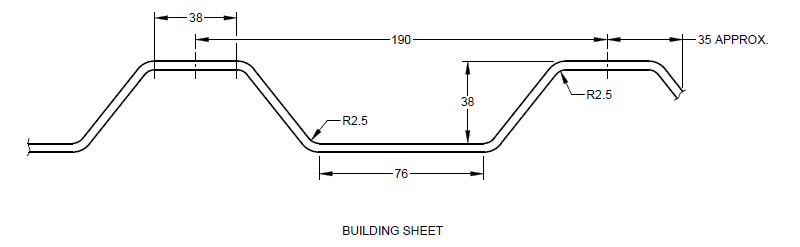 38
190
35 APPROX.
38
R2.5
R2.5
76
BUILDING SHEET